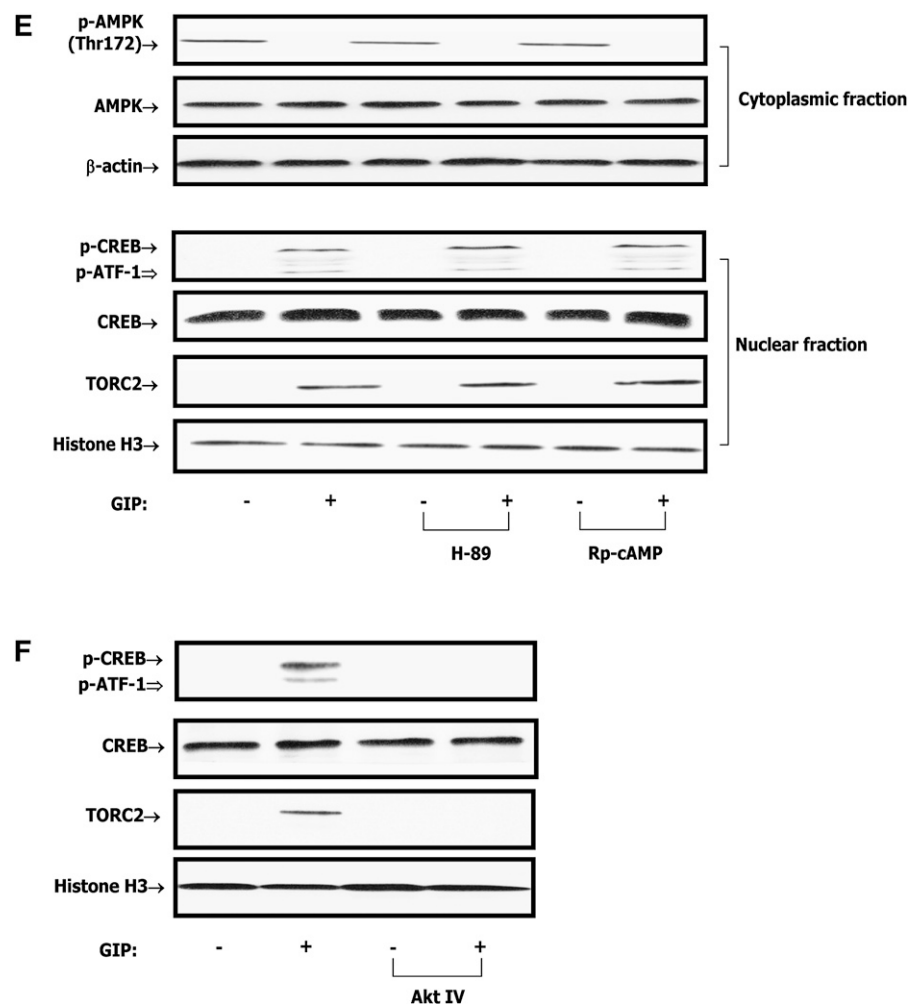 E
p-AMPK
(Thr172)→
AMPK→
β-actin→
Cytoplasmic fraction
p-CREB→
p-ATF-1⇒
CREB→
TORC2→
Histone H3→
Nuclear fraction
GIP: - + - + - +
H-89 Rp-cAMP
F
p-CREB→
p-ATF-1⇒
CREB→
TORC2→
Histone H3→
GIP: - + - +
Akt IV